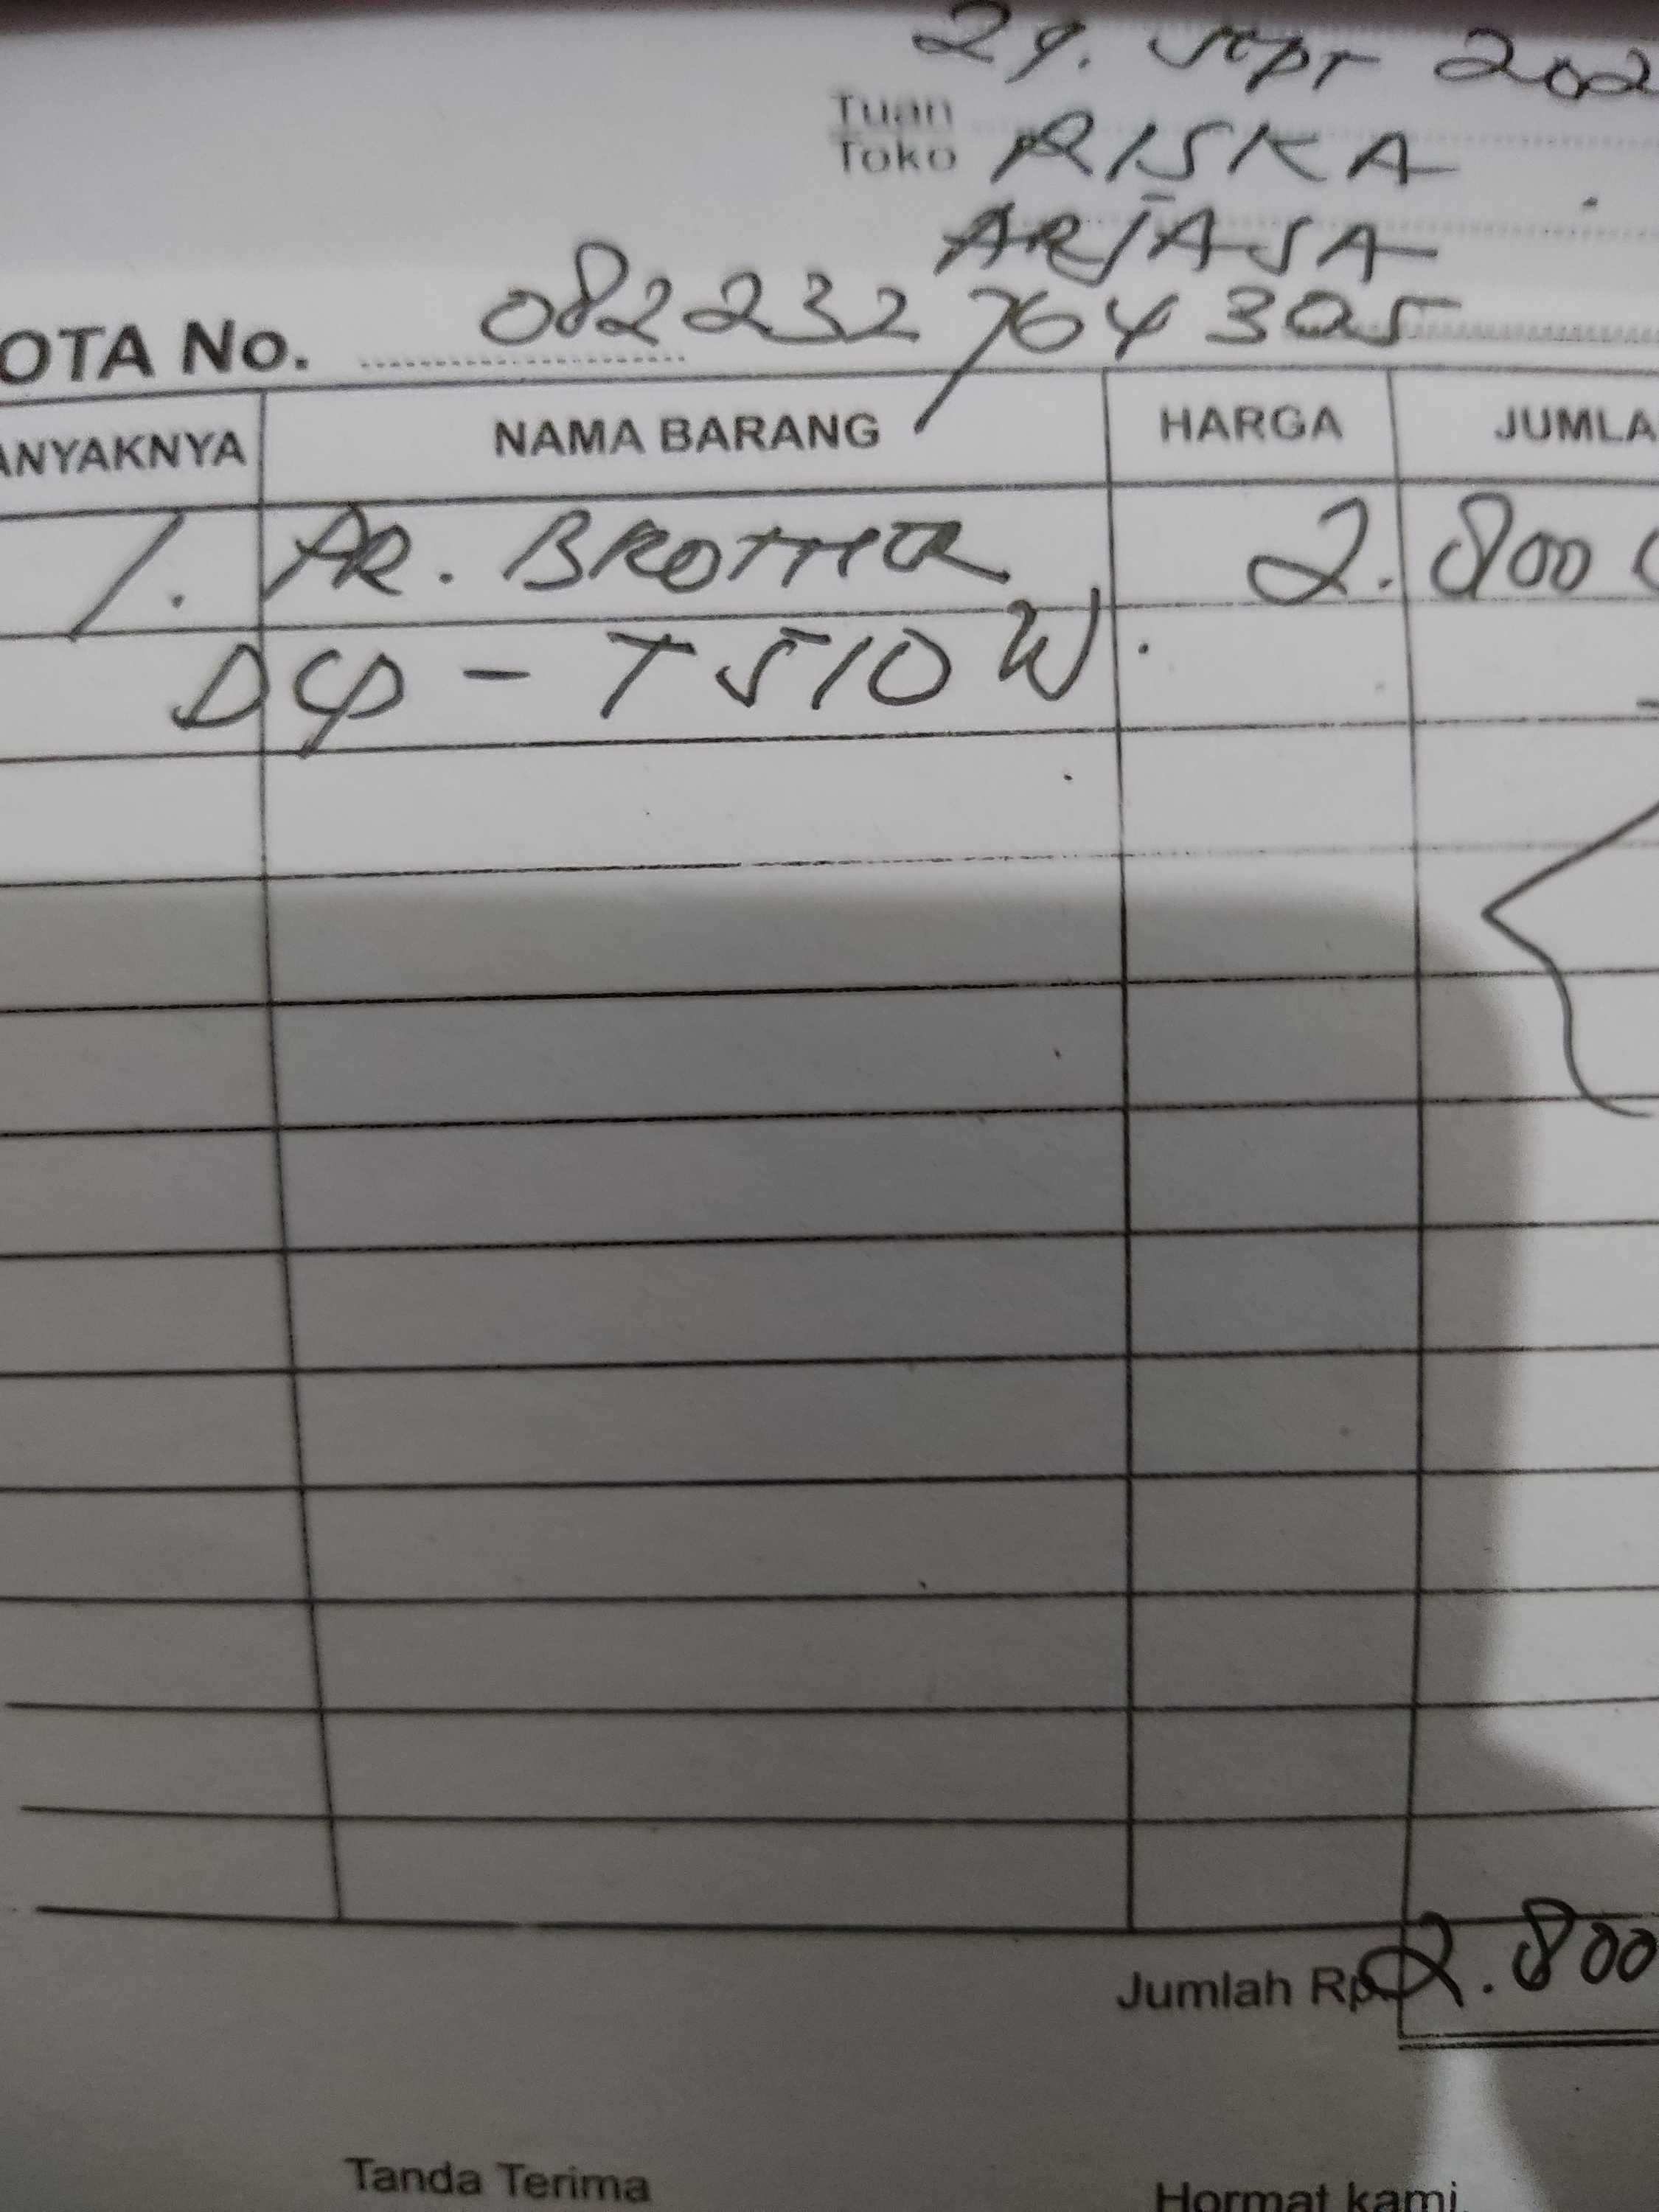 29. Sept 202
Tuan
Toko RISKA
ARIASA
OTA No. 082232764305
ANYAKNYA NAMA BARANG HARGA JUMLA
1. PR. BROTHER 2.800
DCP - T510W.
Jumlah Rp. 2.800
Tanda Terima Hormat kami,